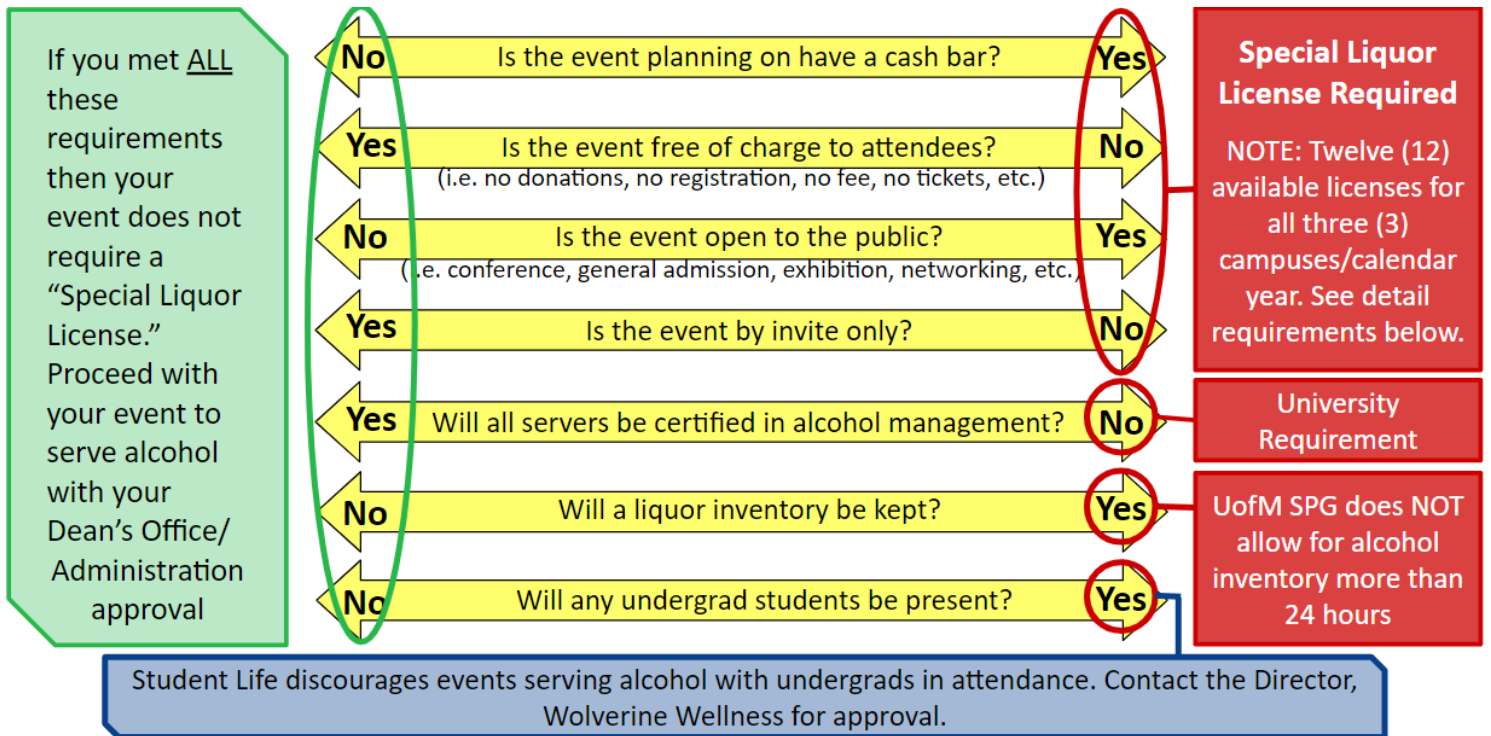 If you met ALL
these
requirements
then your
event does not
require a
“Special Liquor
License.”
Proceed with
your event to
serve alcohol
with your
Dean’s Office/
Administration
approval
No Is the event planning on have a cash bar? Yes
Yes Is the event free of charge to attendees? No
(i.e. no donations, no registration, no fee, no tickets, etc.)
No Is the event open to the public? Yes
(i.e. conference, general admission, exhibition, networking, etc.)
Yes Is the event by invite only? No
Yes Will all servers be certified in alcohol management? No
No Will a liquor inventory be kept? Yes
No Will any undergrad students be present? Yes
Special Liquor
License Required
NOTE: Twelve (12)
available licenses for
all three (3)
campuses/calendar
year. See detail
requirements below.
University
Requirement
UofM SPG does NOT
allow for alcohol
inventory more than
24 hours
Student Life discourages events serving alcohol with undergrads in attendance. Contact the Director,
Wolverine Wellness for approval.